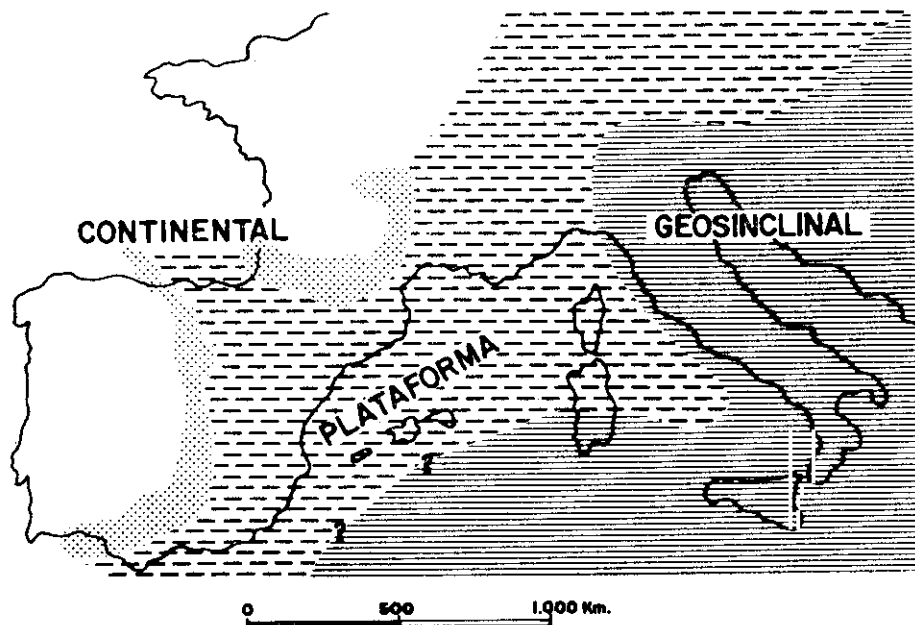 CONTINENTAL
GEOSINCLINAL
PLATAFORMA
?
?
0 500 1.000 Km.